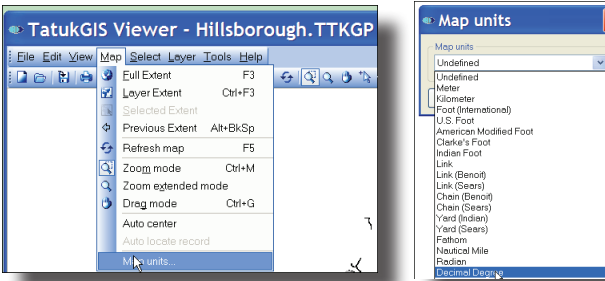 TatukGIS Viewer - Hillsborough.TTKGP
File Edit View Map Select Layer Tools Help
Full Extent F3
Layer Extent Ctrl+F3
Selected Extent
Previous Extent Alt+BkSp
Refresh map F5
Zoom mode Ctrl+M
Zoom extended mode
Drag mode Ctrl+G
Auto center
Auto locate record
Map units...
Map units
Map units
Undefined
Undefined
Meter
Kilometer
Foot (International)
U.S. Foot
American Modified Foot
Clarke's Foot
Indian Foot
Link
Link (Benoit)
Link (Sears)
Chain (Benoit)
Chain (Sears)
Yard (Indian)
Yard (Sears)
Fathom
Nautical Mile
Radian
Decimal Degree